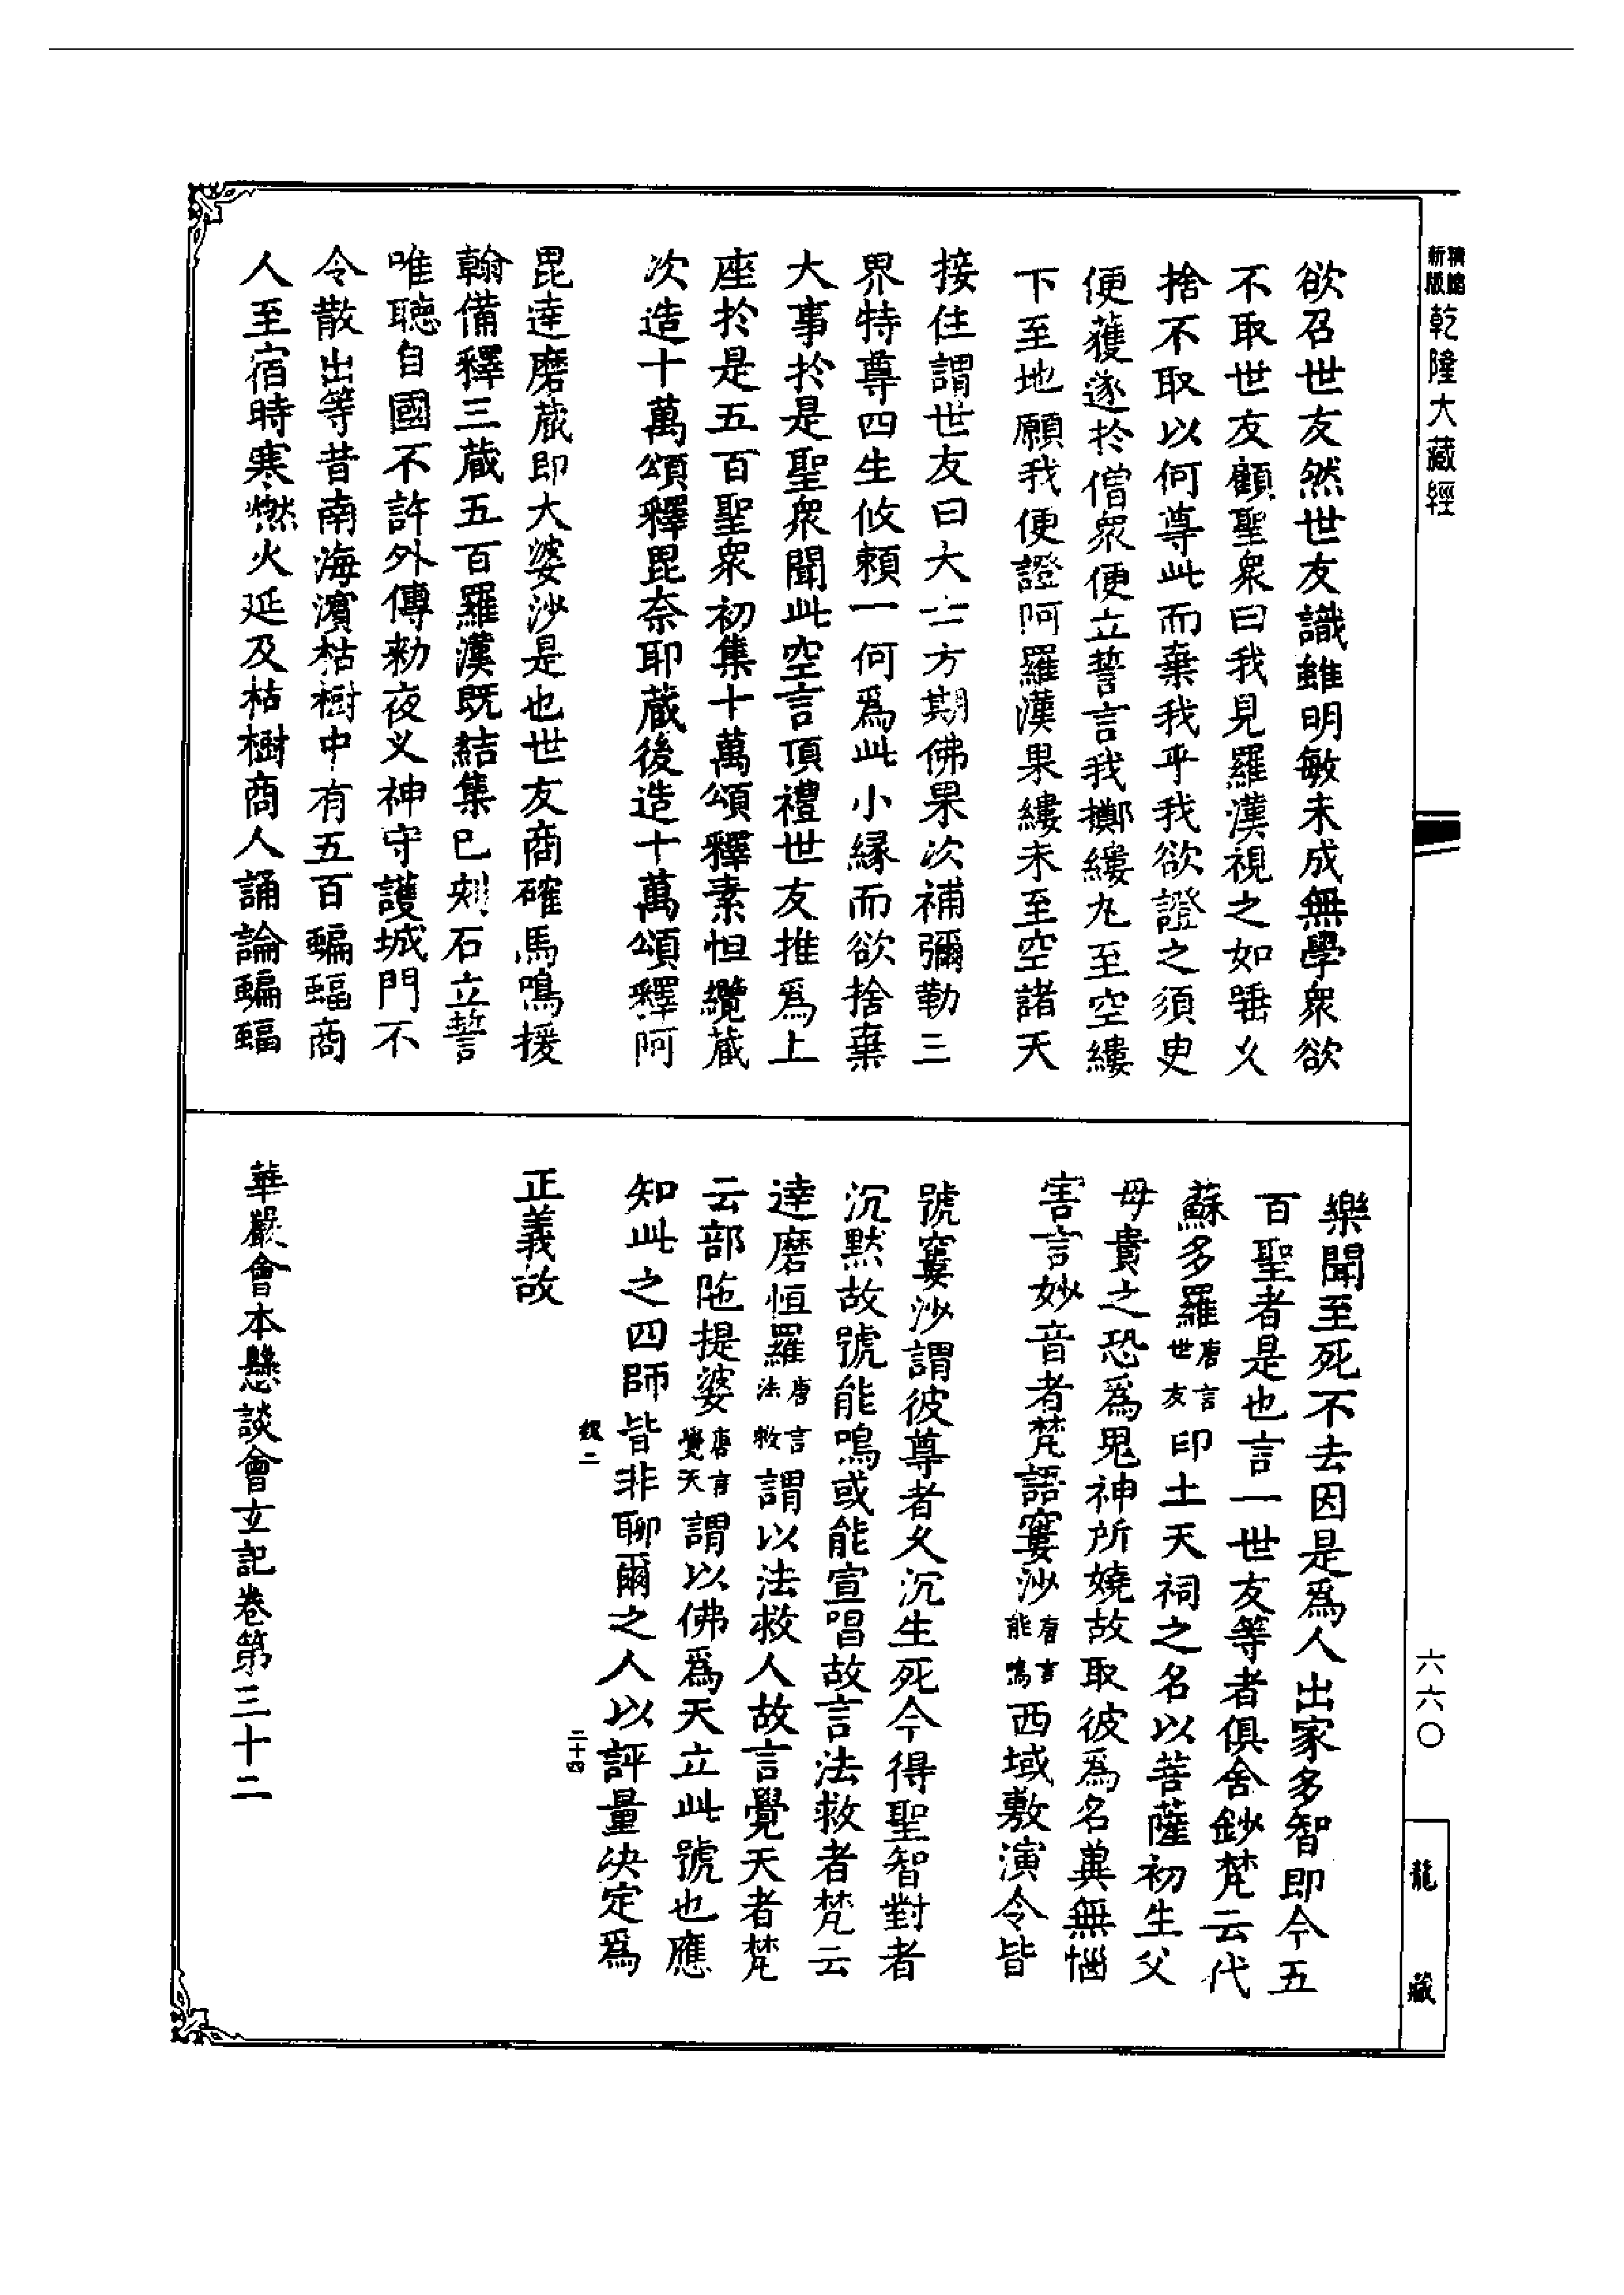 精縮新版乾隆大藏經
欲召世友然世友識雖明敏未成無學衆欲
不取世友顧聖衆曰我見羅漢視之如唾久
捨不取以何尊此而棄我乎我欲證之須臾
便獲遂於僧衆便立誓言我擲縷丸至空縷
下至地願我便證阿羅漢果縷未至空諸天
接住謂世友曰大士方期佛果次補彌勒三
界特尊四生攸賴一何爲此小緣而欲捨棄
大事於是聖衆聞此空言頂禮世友推爲上
座於是五百聖衆初集十萬頌釋素怛纜藏
次造十萬頌釋毘奈耶藏後造十萬頌釋阿
毘達磨藏即大婆沙是也世友商確馬鳴援
翰備釋三藏五百羅漢既結集已刻石立誓
唯聽自國不許外傳勅夜义神守護城門不
令散出等昔南海濱枯樹中有五百蝙蝠商
人至宿時寒燃火延及枯樹商人誦論蝙蝠
樂聞至死不去因是爲人出家多智即今五
百聖者是也言一世友等者俱舍鈔梵云代
蘇多羅唐言世友印土天祠之名以菩薩初生父
母貴之恐爲鬼神所嬈故取彼爲名冀無惱
害言妙音者梵語窶沙唐言能鳴西域敷演令皆
號窶沙謂彼尊者久沉生死今得聖智對者
沉默故號能鳴或能宣唱故言法救者梵云
達磨恒羅唐言法救謂以法救人故言覺天者梵
云部陁提婆唐言覺天謂以佛爲天立此號也應
知此之四師皆非聊爾之人以評量决定爲
魏二
二十四
正義故
華嚴會本懸談會玄記卷第三十二
六六〇
龍藏